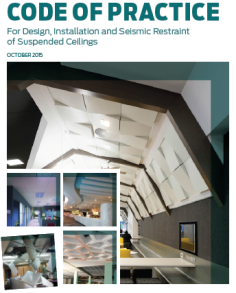 CODE OF PRACTICE
For Design, Installation and Seismic Restraint
of Suspended Ceilings
OCTOBER 2015